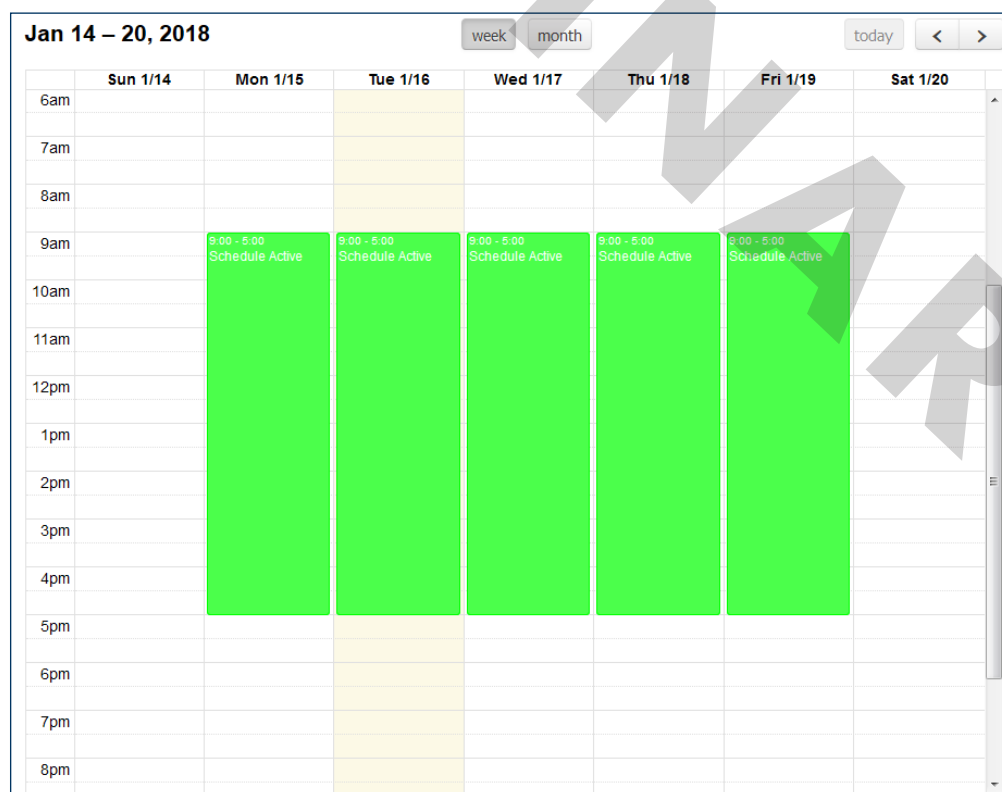 Jan 14 – 20, 2018
week month
today < >
Sun 1/14 Mon 1/15 Tue 1/16 Wed 1/17 Thu 1/18 Fri 1/19 Sat 1/20
6am
7am
8am
9am
9:00 - 5:00 9:00 - 5:00 9:00 - 5:00 9:00 - 5:00 9:00 - 5:00
Schedule Active Schedule Active Schedule Active Schedule Active Schedule Active
10am
11am
12pm
1pm
2pm
3pm
4pm
5pm
6pm
7pm
8pm
NAR